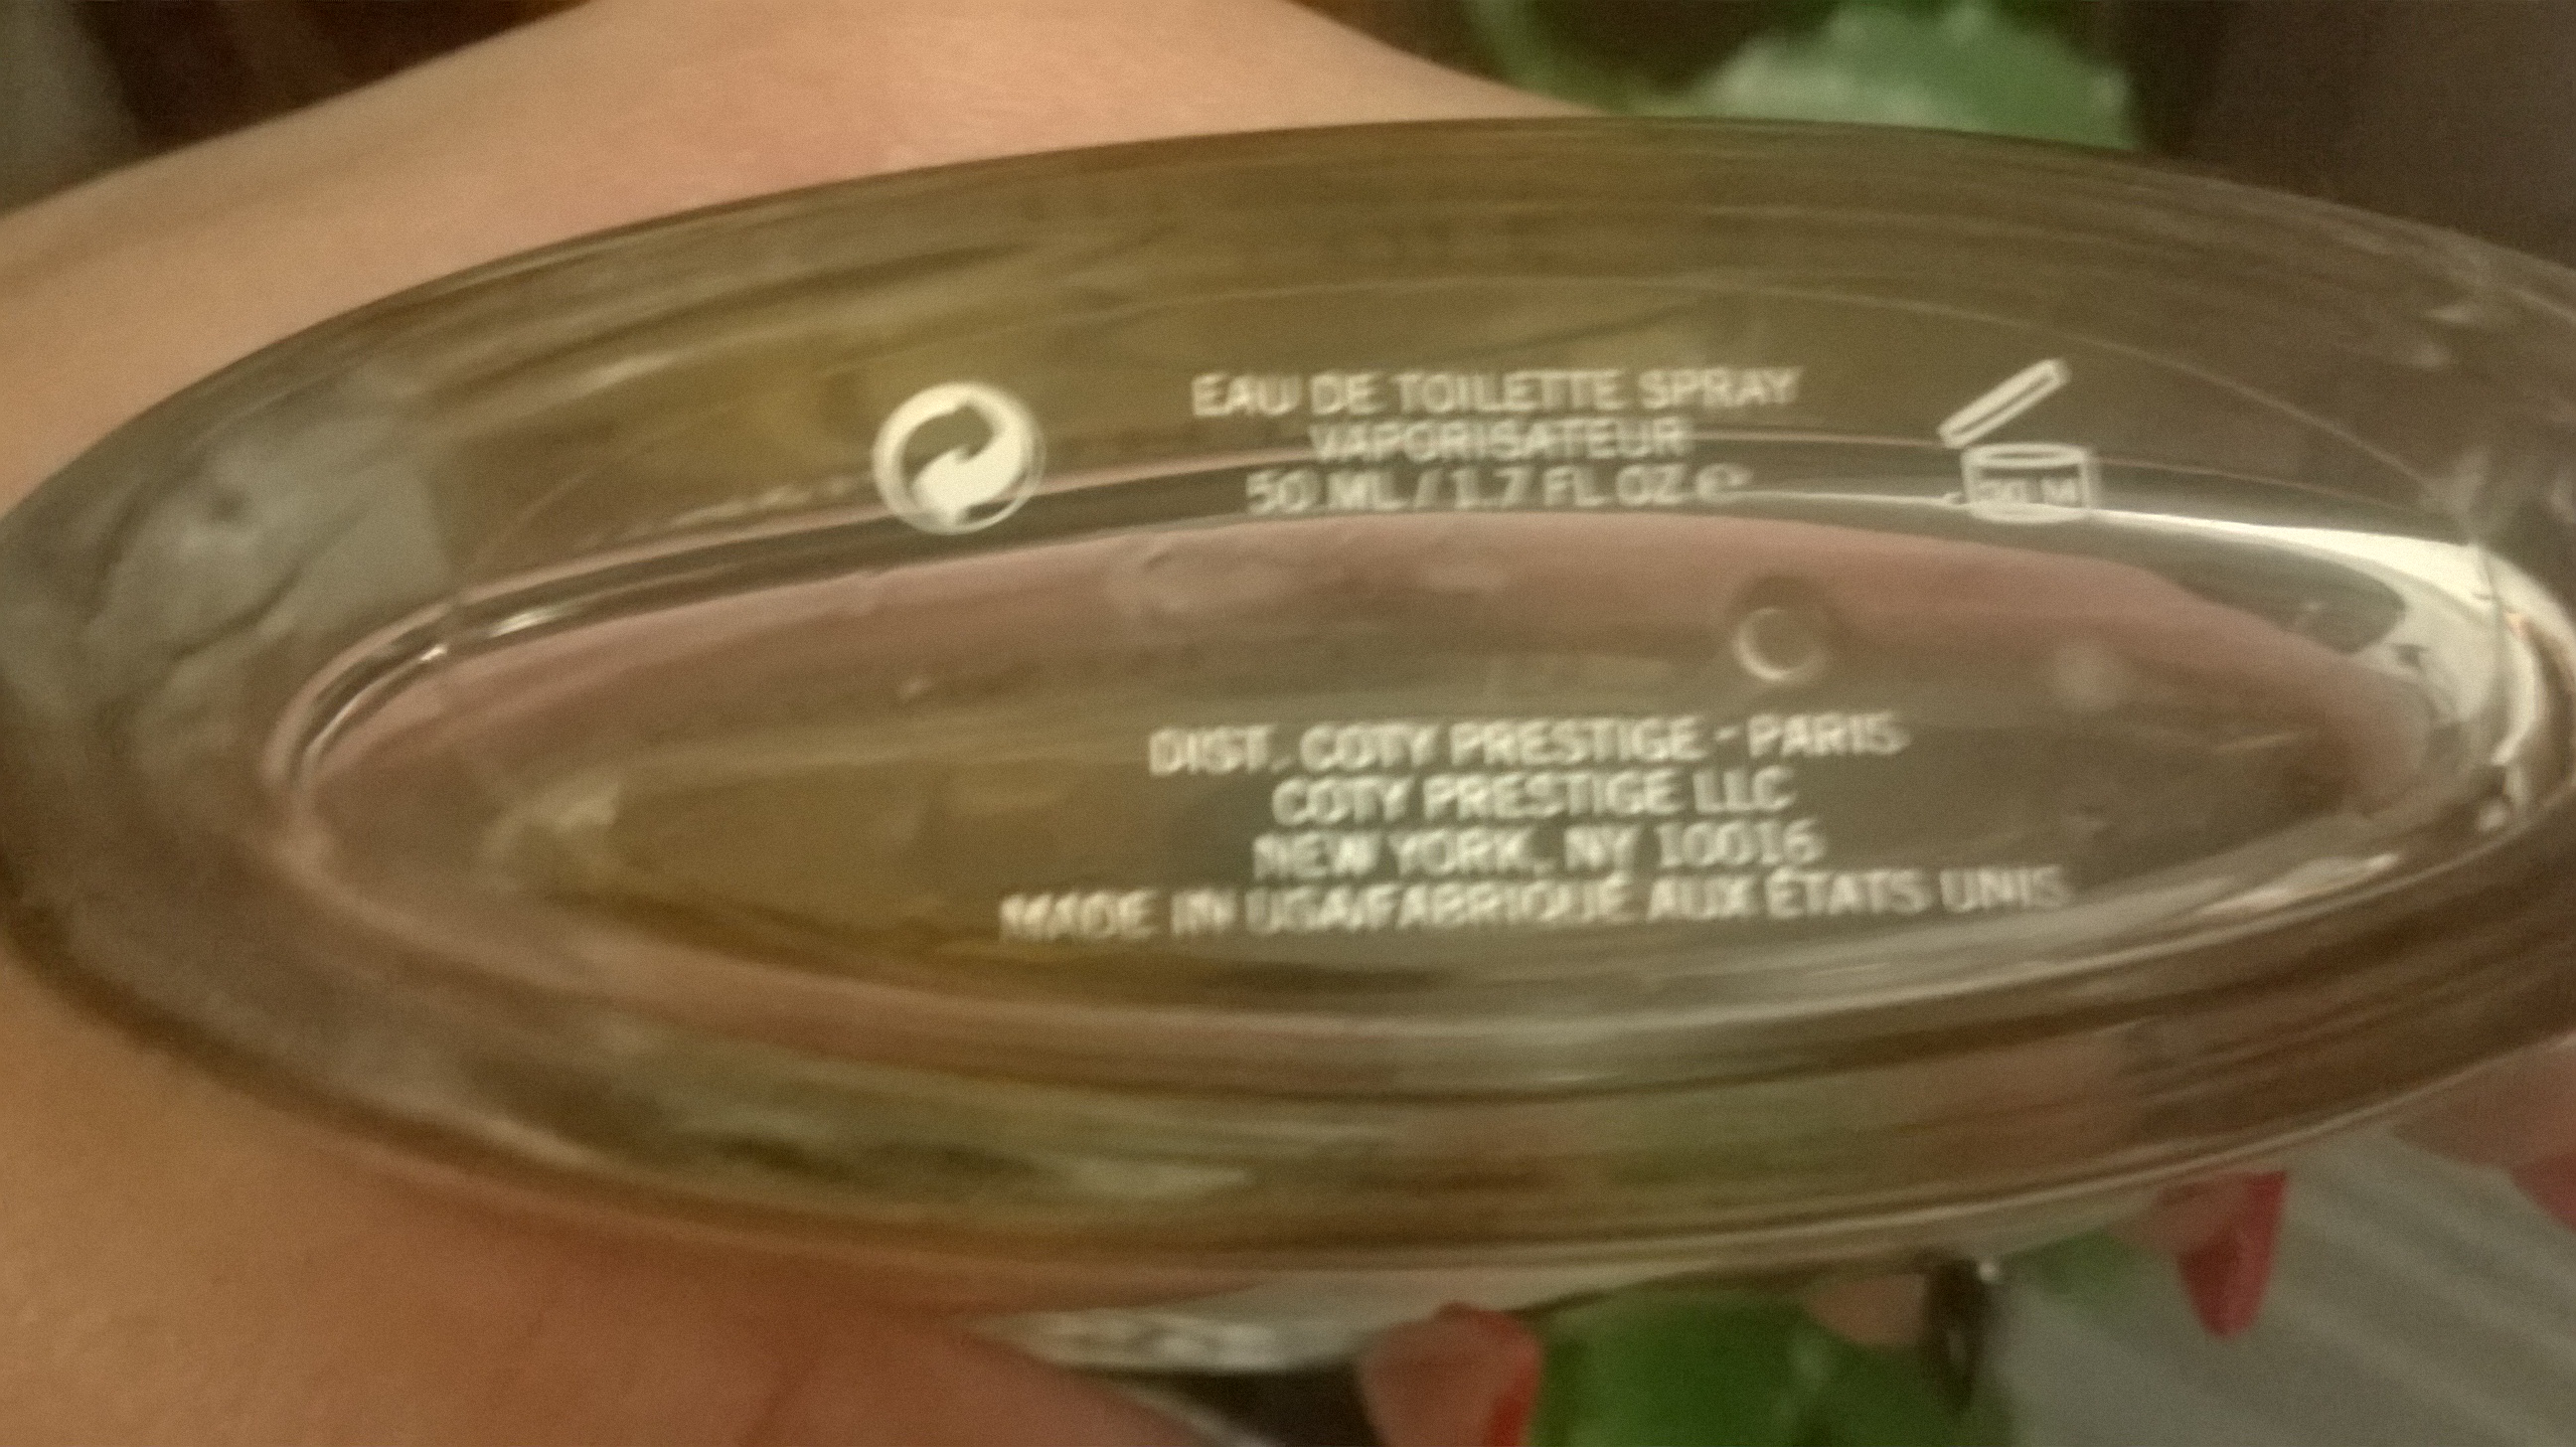 EAU DE TOILETTE SPRAY
VAPORISATEUR
50 ML / 1.7 FL OZ ℮
DIST. COTY PRESTIGE - PARIS
COTY PRESTIGE LLC
NEW YORK, NY 10016
MADE IN USA/FABRIQUÉ AUX ÉTATS UNIS